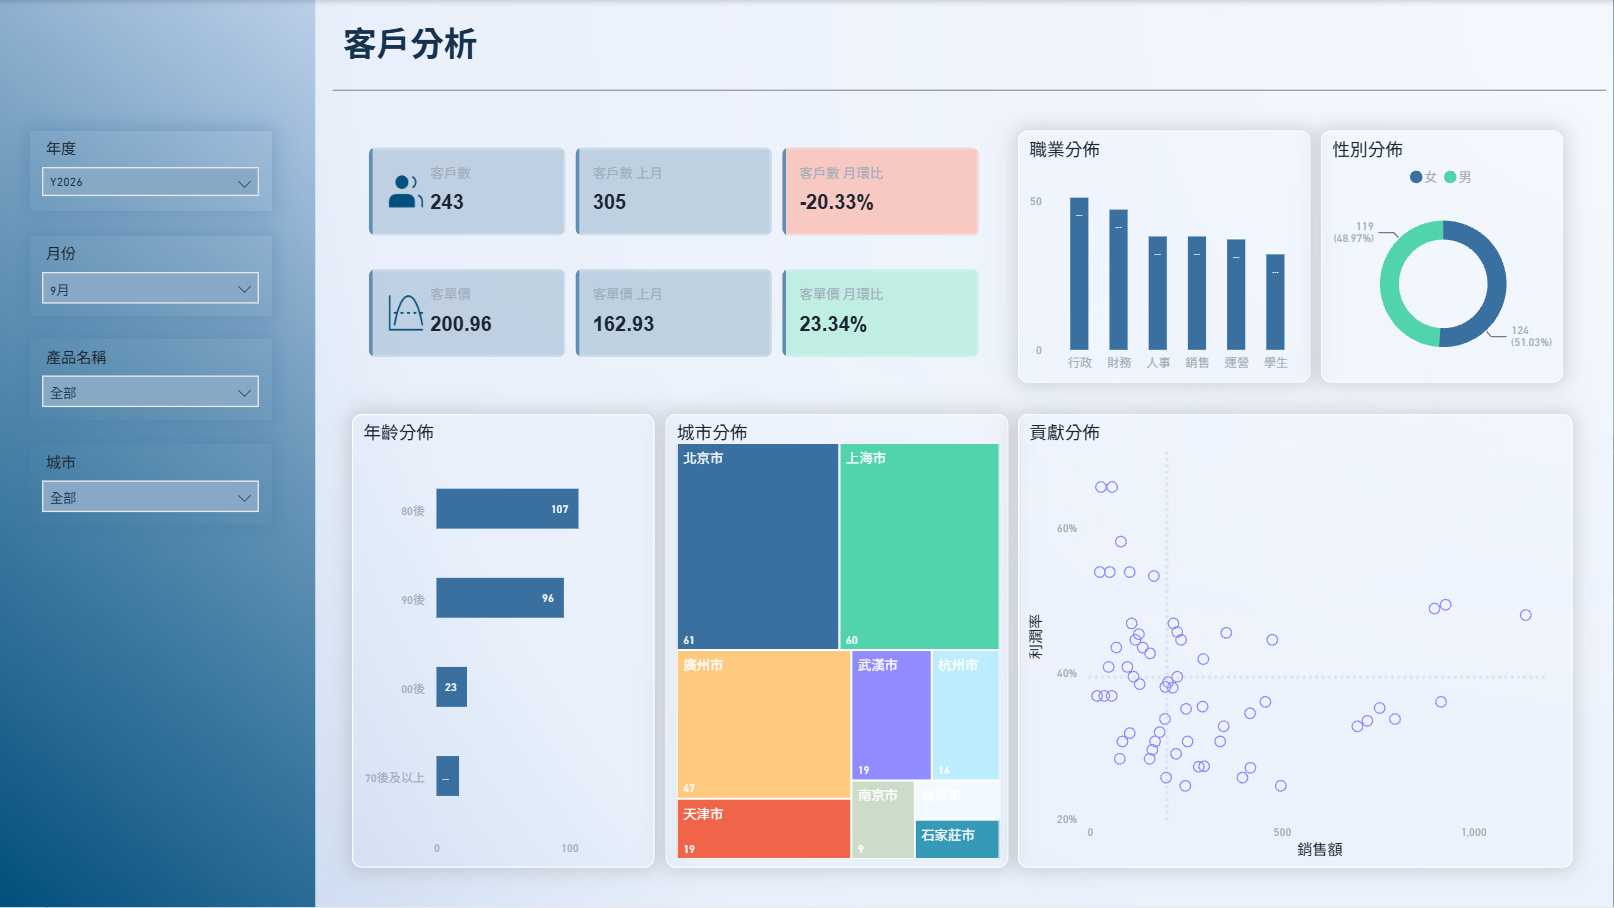 客戶分析
年度
Y2026
月份
9月
產品名稱
全部
城市
全部
客戶數
243
客戶數 上月
305
客戶數 月環比
-20.33%
客單價
200.96
客單價 上月
162.93
客單價 月環比
23.34%
職業分佈
50
0
...
...
...
...
...
...
行政 財務 人事 銷售 運營 學生
性別分佈
女 男
119
(48.97%)
124
(51.03%)
年齡分佈
80後 107
90後 96
00後 23
70後及以上 ...
0 100
城市分佈
北京市
61
上海市
60
廣州市
47
天津市
19
武漢市
19
杭州市
16
南京市
9
石家莊市
貢獻分佈
利潤率
60%
40%
20%
0 500 1,000
銷售額